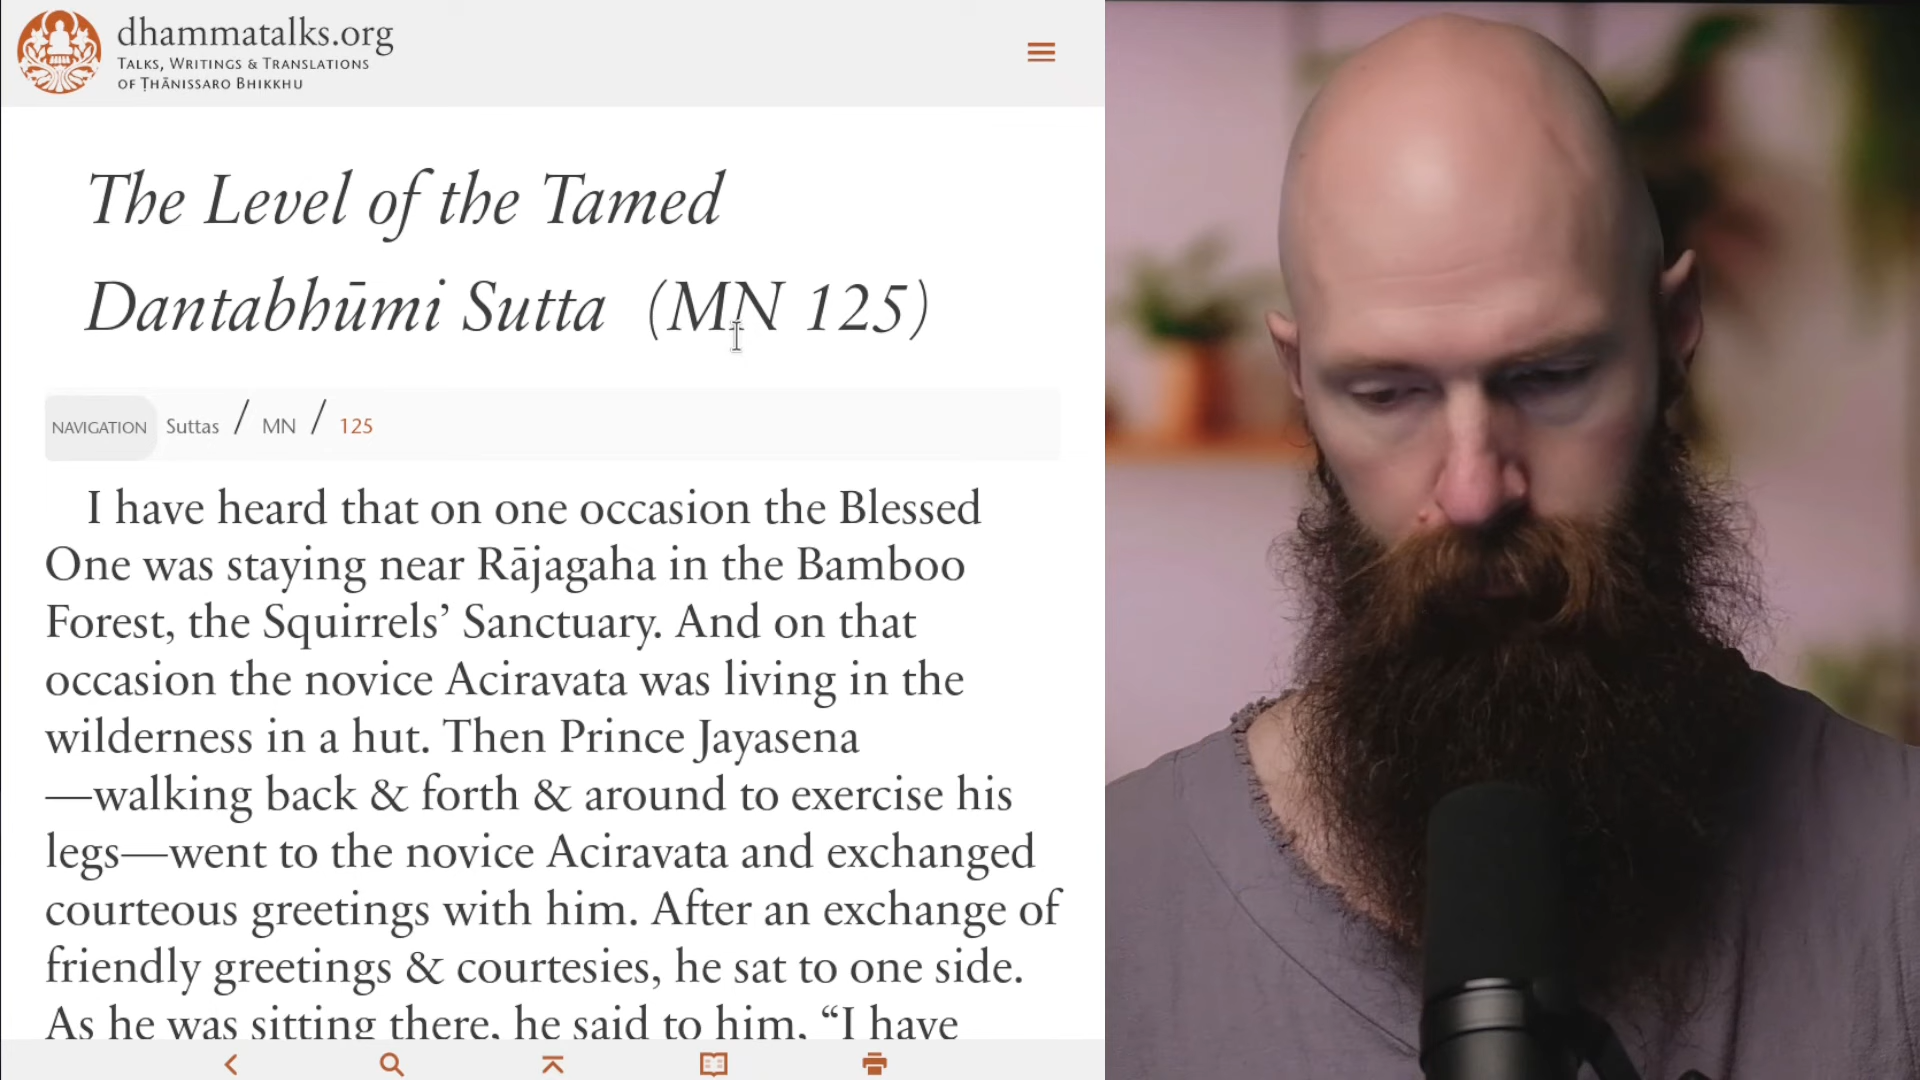 dhammatalks.org
Talks, Writings & Translations
of Ṭhānissaro Bhikkhu
The Level of the Tamed
Dantabhūmi Sutta (MN 125)
NAVIGATION Suttas / MN / 125
I have heard that on one occasion the Blessed
One was staying near Rājagaha in the Bamboo
Forest, the Squirrels’ Sanctuary. And on that
occasion the novice Aciravata was living in the
wilderness in a hut. Then Prince Jayasena
—walking back & forth & around to exercise his
legs—went to the novice Aciravata and exchanged
courteous greetings with him. After an exchange of
friendly greetings & courtesies, he sat to one side.
As he was sitting there, he said to him, “I have